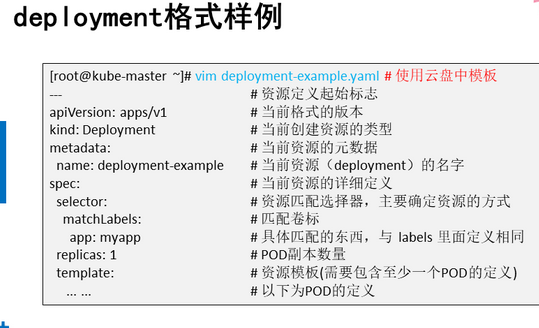 deployment格式样例
[root@kube-master ~]# vim deployment-example.yaml # 使用云盘中模板
--- # 资源定义起始标志
apiVersion: apps/v1 # 当前格式的版本
kind: Deployment # 当前创建资源的类型
metadata: # 当前资源的元数据
name: deployment-example # 当前资源（deployment）的名字
spec: # 当前资源的详细定义
selector: # 资源匹配选择器，主要确定资源的方式
matchLabels: # 匹配卷标
app: myapp # 具体匹配的东西，与 labels 里面定义相同
replicas: 1 # POD副本数量
template: # 资源模板(需要包含至少一个POD的定义)
... ... # 以下为POD的定义